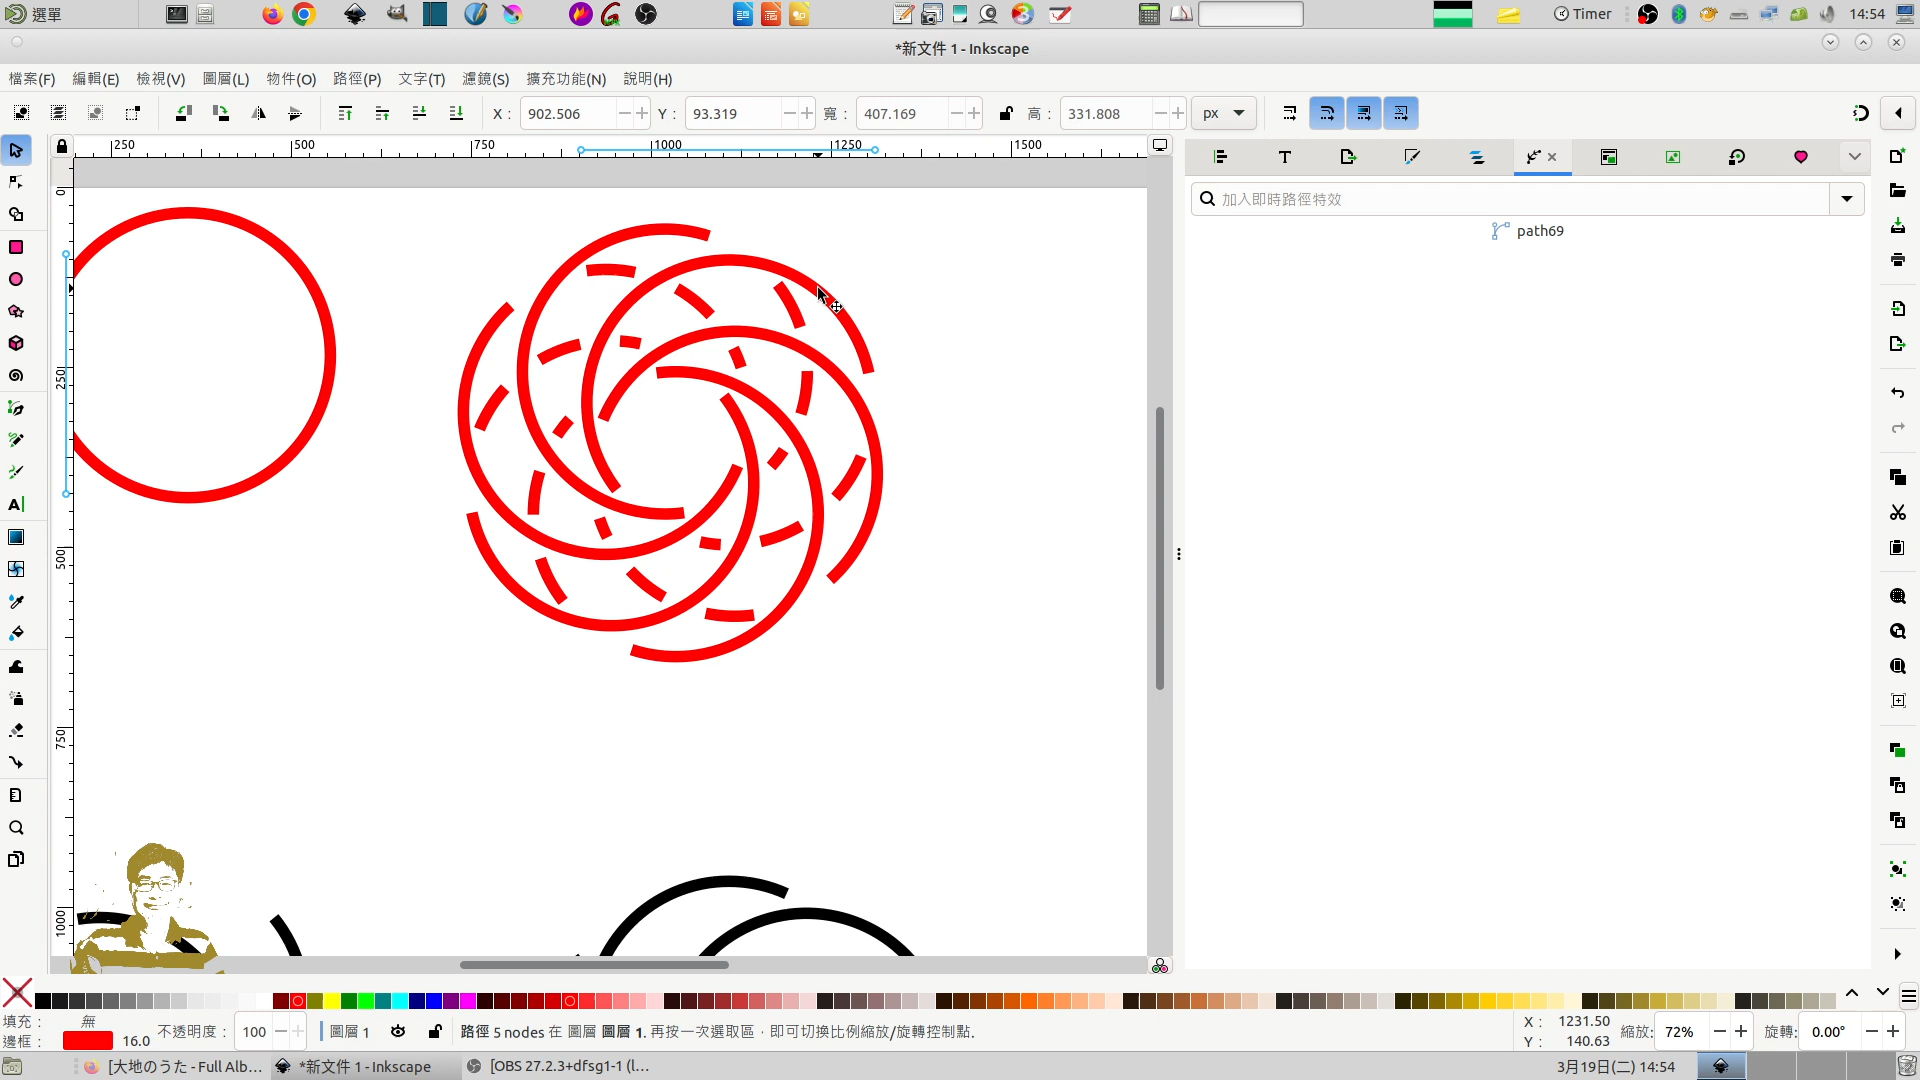 選單
Timer
14:54
*新文件 1 - Inkscape
檔案(F) 編輯(E) 檢視(V) 圖層(L) 物件(O) 路徑(P) 文字(T) 濾鏡(S) 擴充功能(N) 說明(H)
X : 902.506 Y : 93.319 寬 : 407.169 高 : 331.808 px
250 500 750 1000 1250 1500
0
250
500
750
1000
加入即時路徑特效
path69
填充 : 無
邊框 : 16.0
不透明度 : 100
圖層 1
路徑 5 nodes 在 圖層 圖層 1. 再按一次選取區，即可切換比例縮放/旋轉控制點.
X : 1231.50
Y : 140.63
縮放: 72%
旋轉: 0.00°
[大地のうた - Full Alb...
*新文件 1 - Inkscape
[OBS 27.2.3+dfsg1-1 (l...
3月19日(二) 14:54